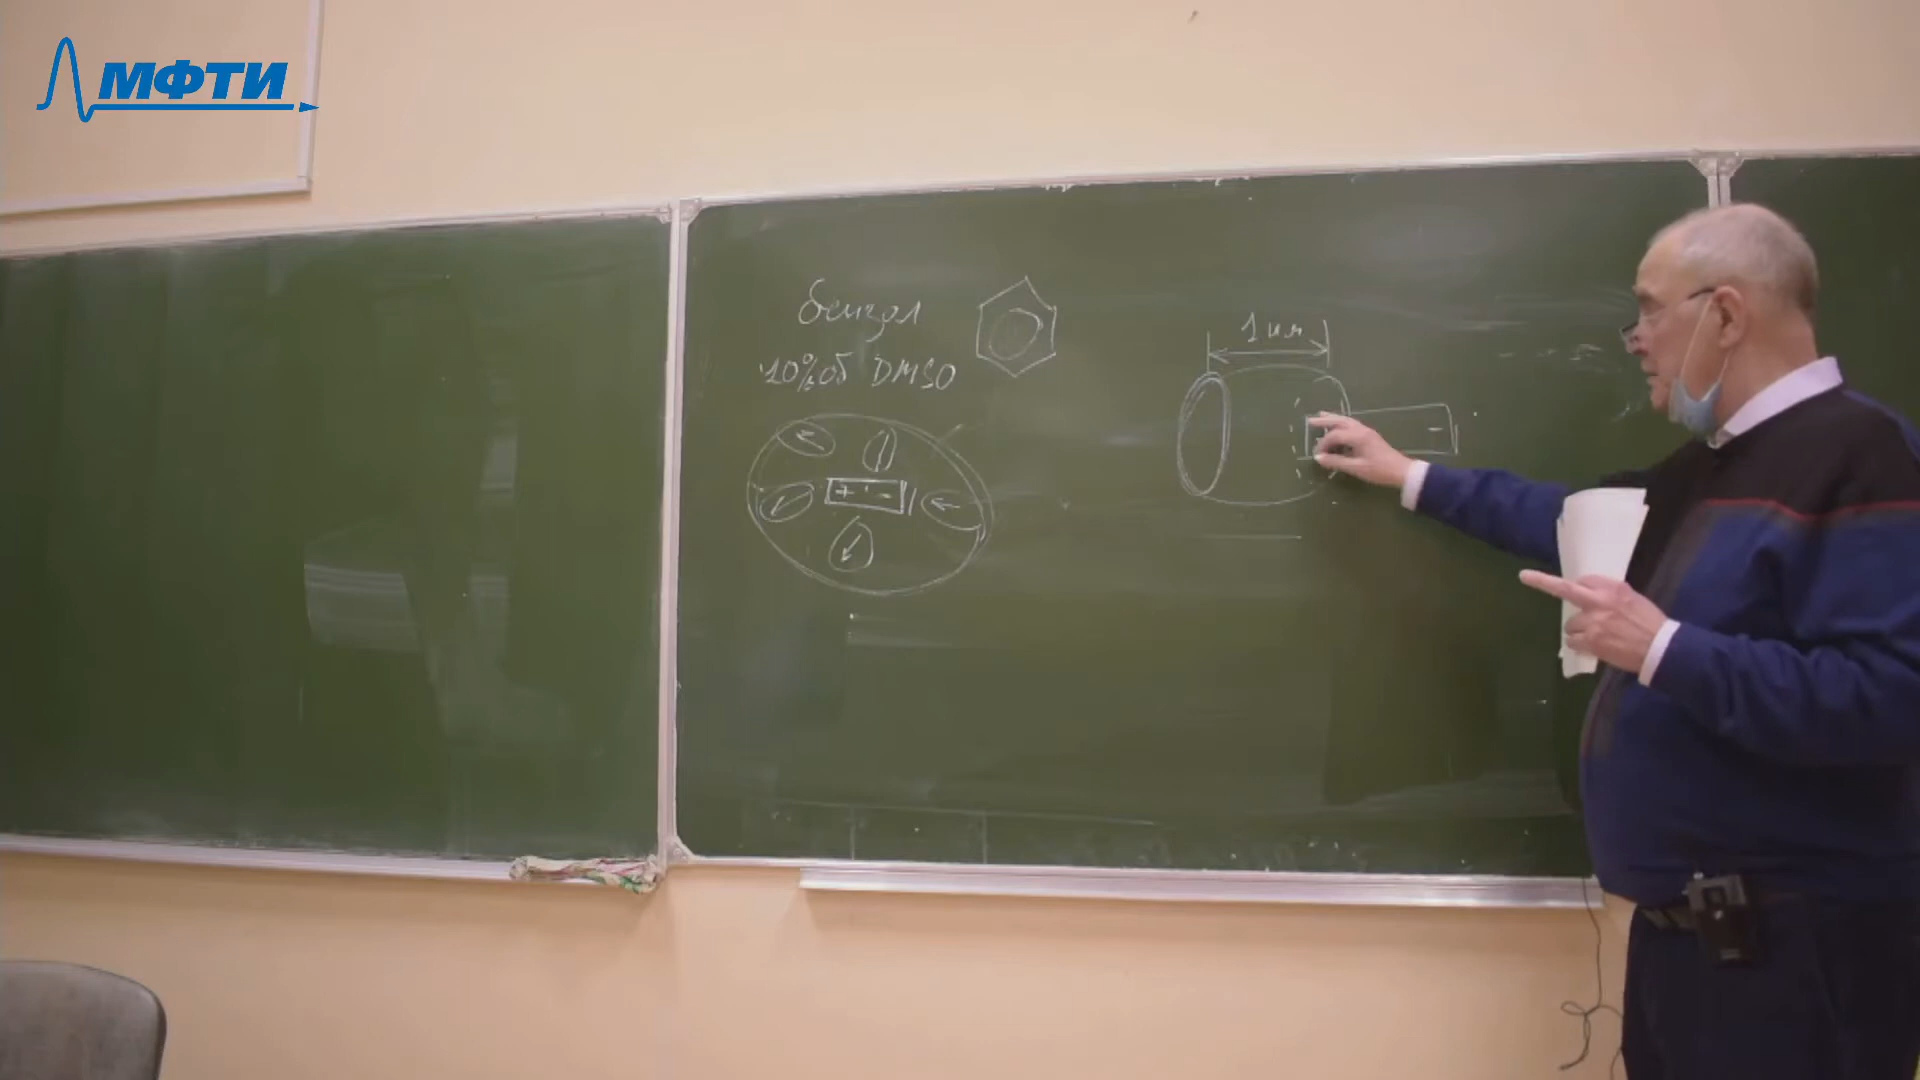 МФТИ
бензол
10% об DMSO
1 нм
+ -
+ -